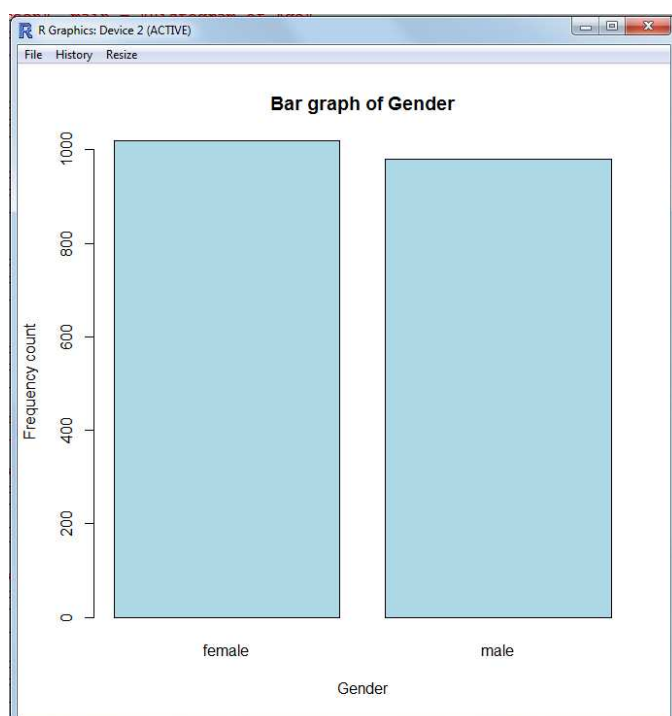 R Graphics: Device 2 (ACTIVE)
File History Resize
Bar graph of Gender
1000
800
600
400
200
0
Frequency count
female male
Gender